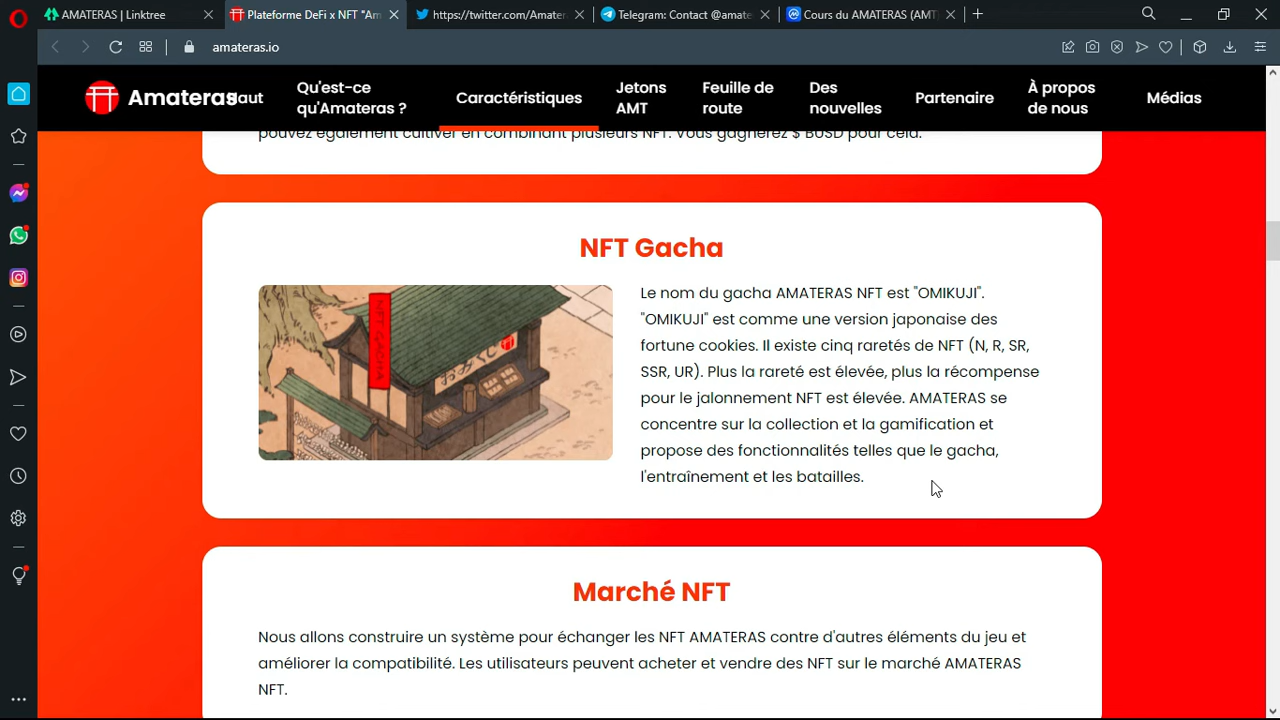 AMATERAS | Linktree
Plateforme DeFi x NFT "Am
https://twitter.com/Amater
Telegram: Contact @amate
Cours du AMATERAS (AMT)
amateras.io
Amateras
Haut
Qu'est-ce
qu'Amateras ?
Caractéristiques
Jetons
AMT
Feuille de
route
Des
nouvelles
Partenaire
À propos
de nous
Médias
pouvez également cultiver en combinant plusieurs NFT. Vous gagnerez $ BUSD pour cela.
NFT Gacha
NFT GACHA
おみくじ
Le nom du gacha AMATERAS NFT est "OMIKUJI".
"OMIKUJI" est comme une version japonaise des
fortune cookies. Il existe cinq raretés de NFT (N, R, SR,
SSR, UR). Plus la rareté est élevée, plus la récompense
pour le jalonnement NFT est élevée. AMATERAS se
concentre sur la collection et la gamification et
propose des fonctionnalités telles que le gacha,
l'entraînement et les batailles.
Marché NFT
Nous allons construire un système pour échanger les NFT AMATERAS contre d'autres éléments du jeu et
améliorer la compatibilité. Les utilisateurs peuvent acheter et vendre des NFT sur le marché AMATERAS
NFT.